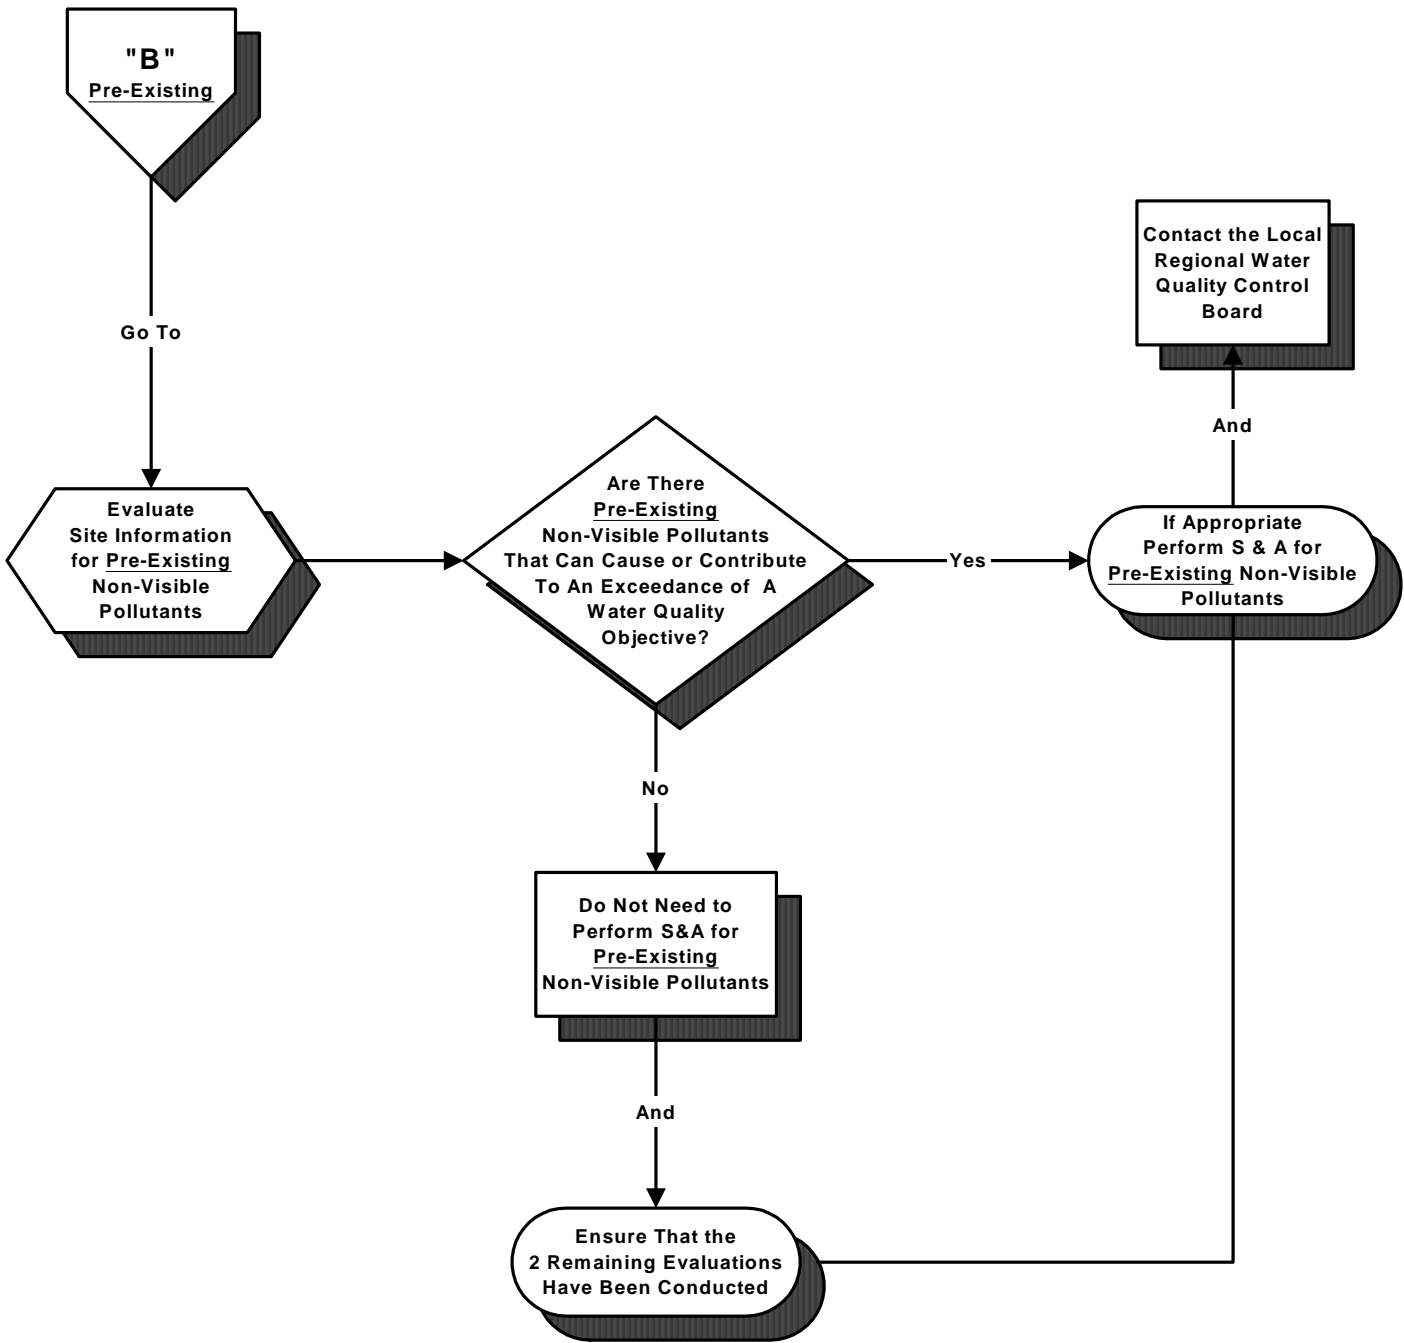 "B"
Pre-Existing
Go To
Evaluate
Site Information
for Pre-Existing
Non-Visible
Pollutants
Are There
Pre-Existing
Non-Visible Pollutants
That Can Cause or Contribute
To An Exceedance of A
Water Quality
Objective?
Yes
If Appropriate
Perform S & A for
Pre-Existing Non-Visible
Pollutants
And
Contact the Local
Regional Water
Quality Control
Board
No
Do Not Need to
Perform S&A for
Pre-Existing
Non-Visible Pollutants
And
Ensure That the
2 Remaining Evaluations
Have Been Conducted